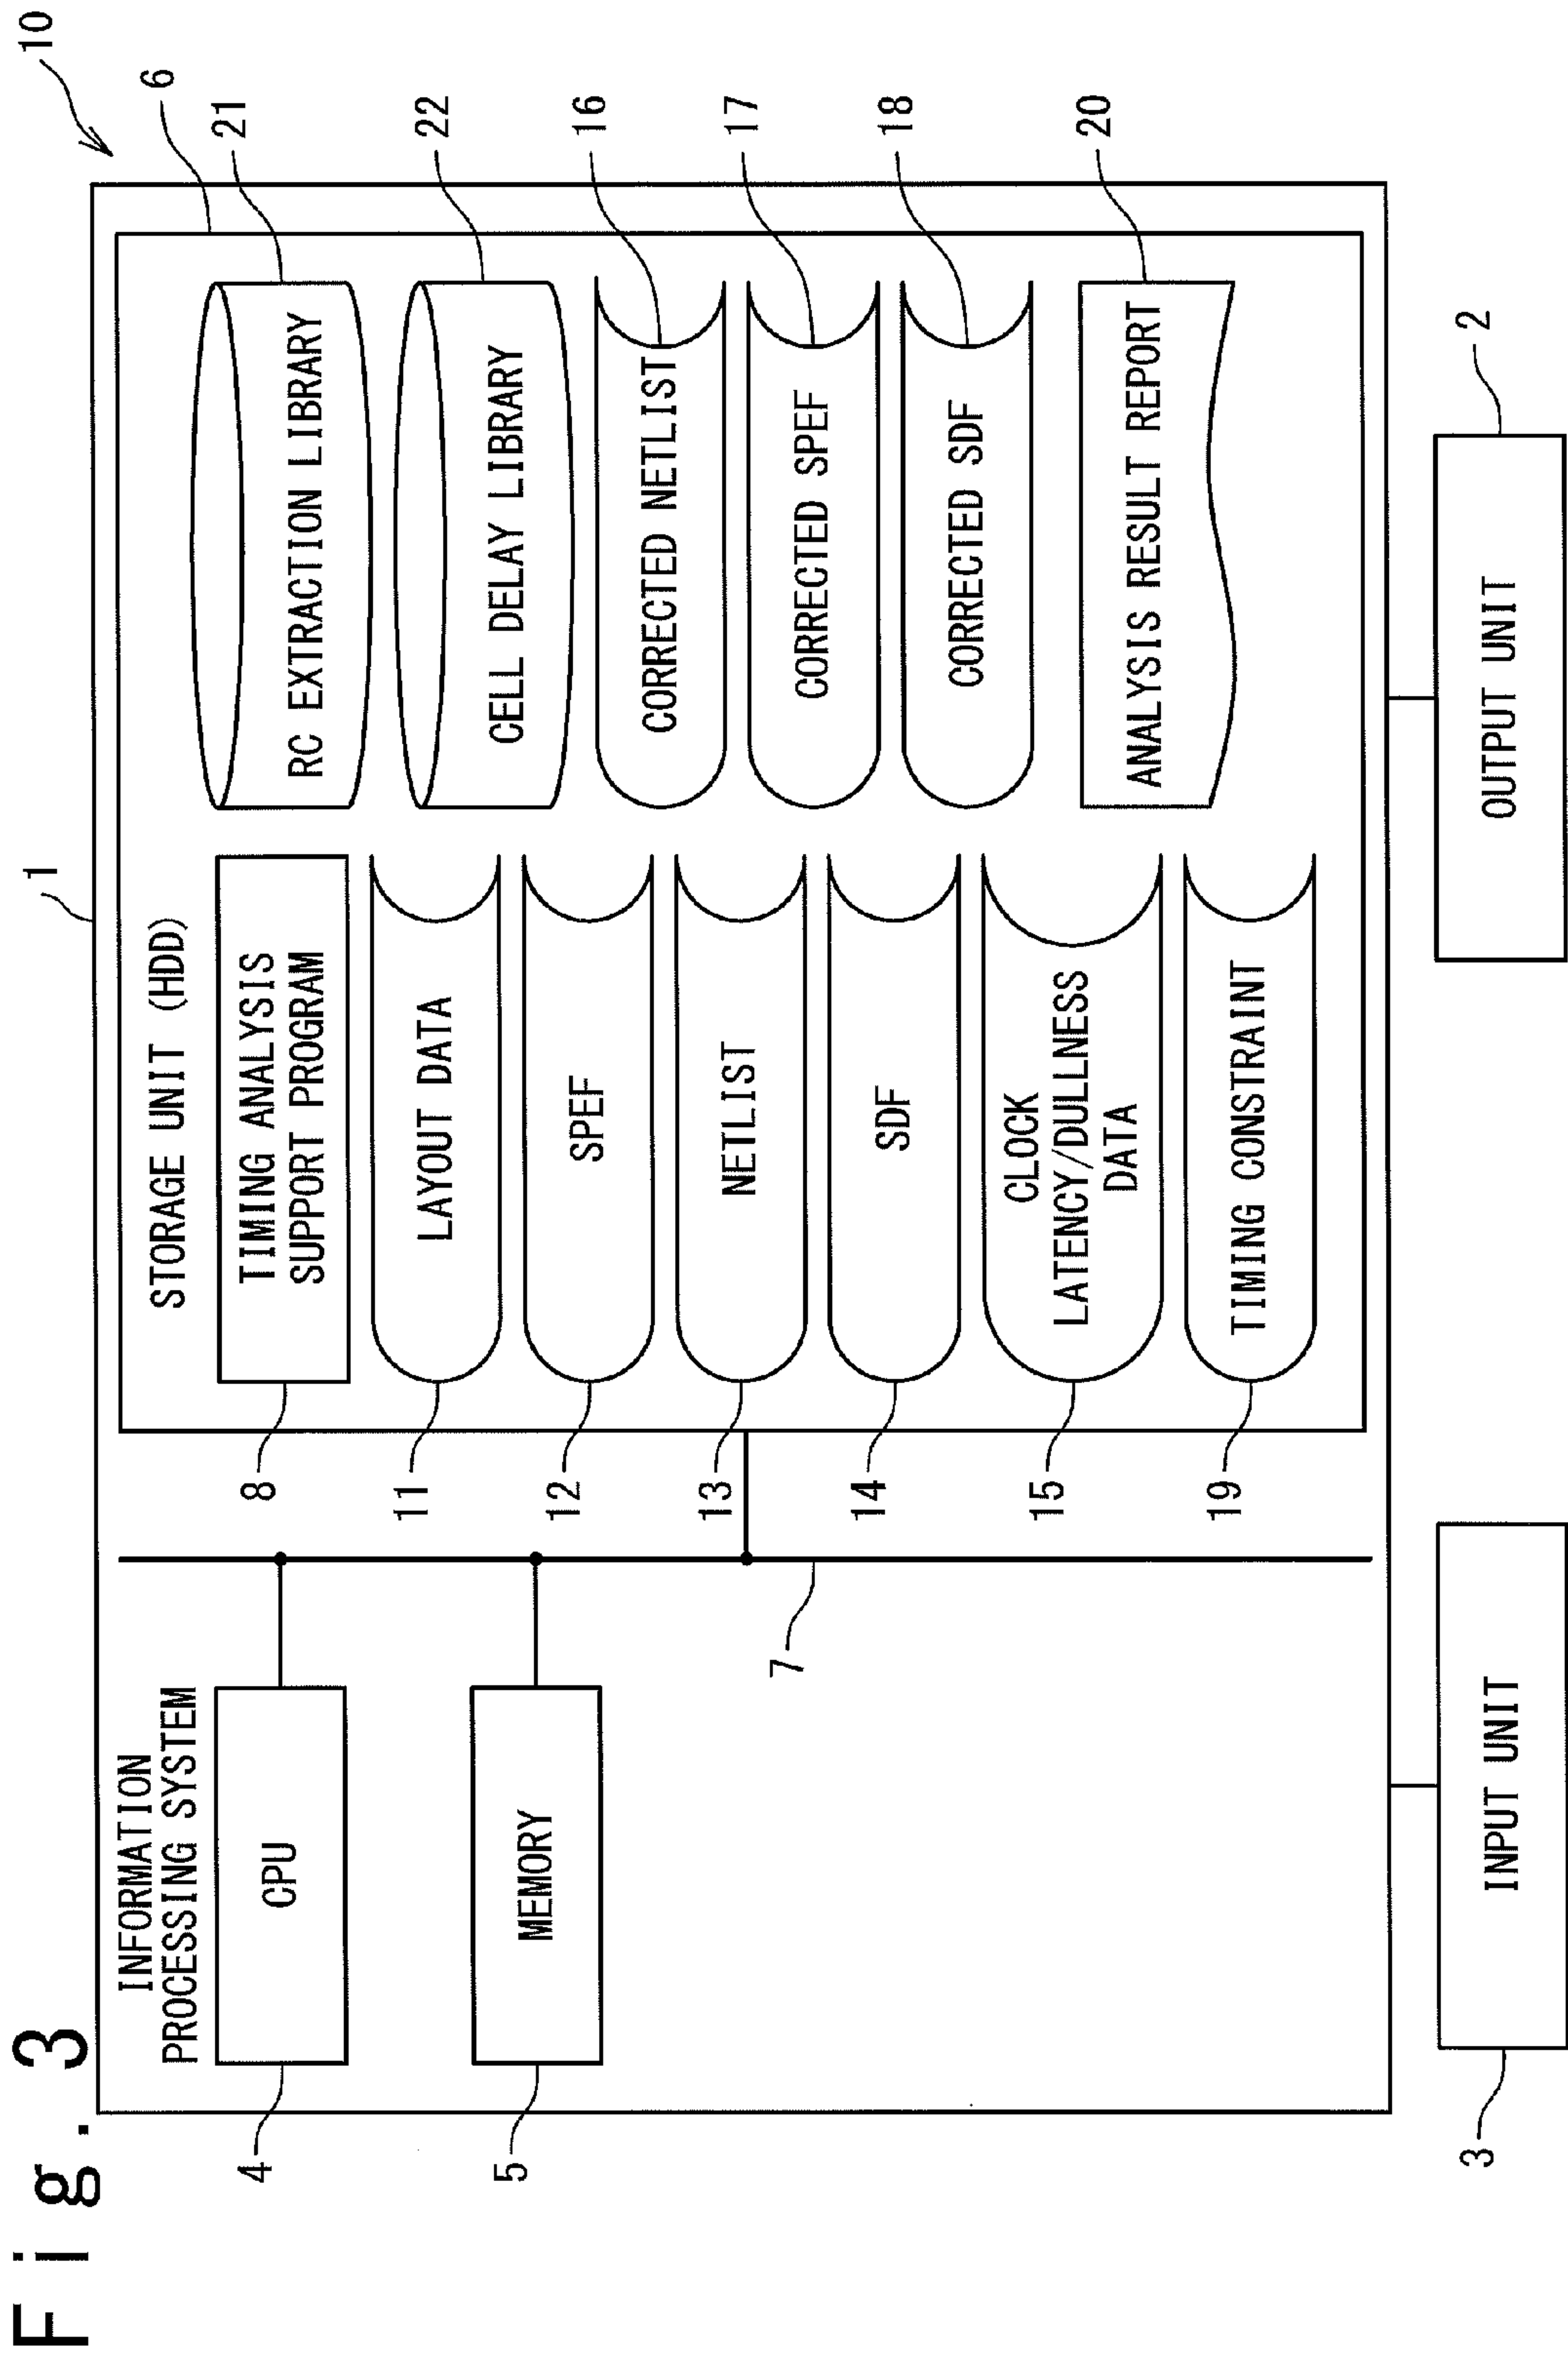 Fig. 3
10
1
6
INFORMATION
PROCESSING SYSTEM
4
CPU
5
MEMORY
7
STORAGE UNIT (HDD)
8
TIMING ANALYSIS
SUPPORT PROGRAM
11
LAYOUT DATA
12
SPEF
13
NETLIST
14
SDF
15
CLOCK
LATENCY/DULLNESS
DATA
19
TIMING CONSTRAINT
RC EXTRACTION LIBRARY
21
CELL DELAY LIBRARY
22
CORRECTED NETLIST
16
CORRECTED SPEF
17
CORRECTED SDF
18
ANALYSIS RESULT REPORT
20
3
INPUT UNIT
OUTPUT UNIT
2